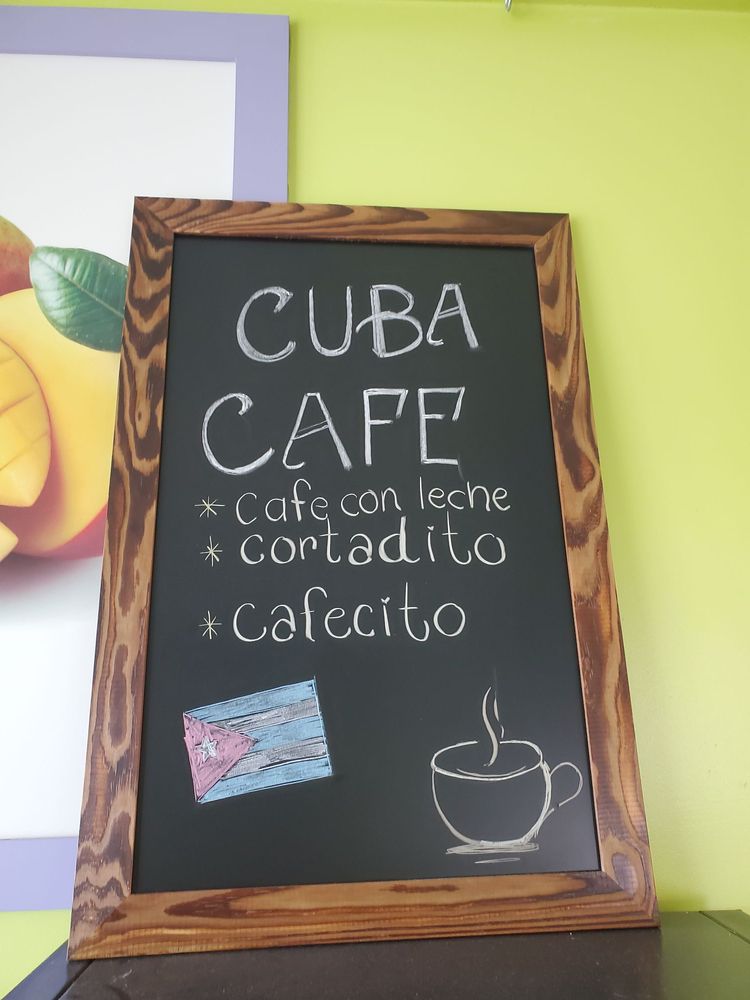 CUBA
CAFE
* cafe con leche
* cortadito
* cafecito